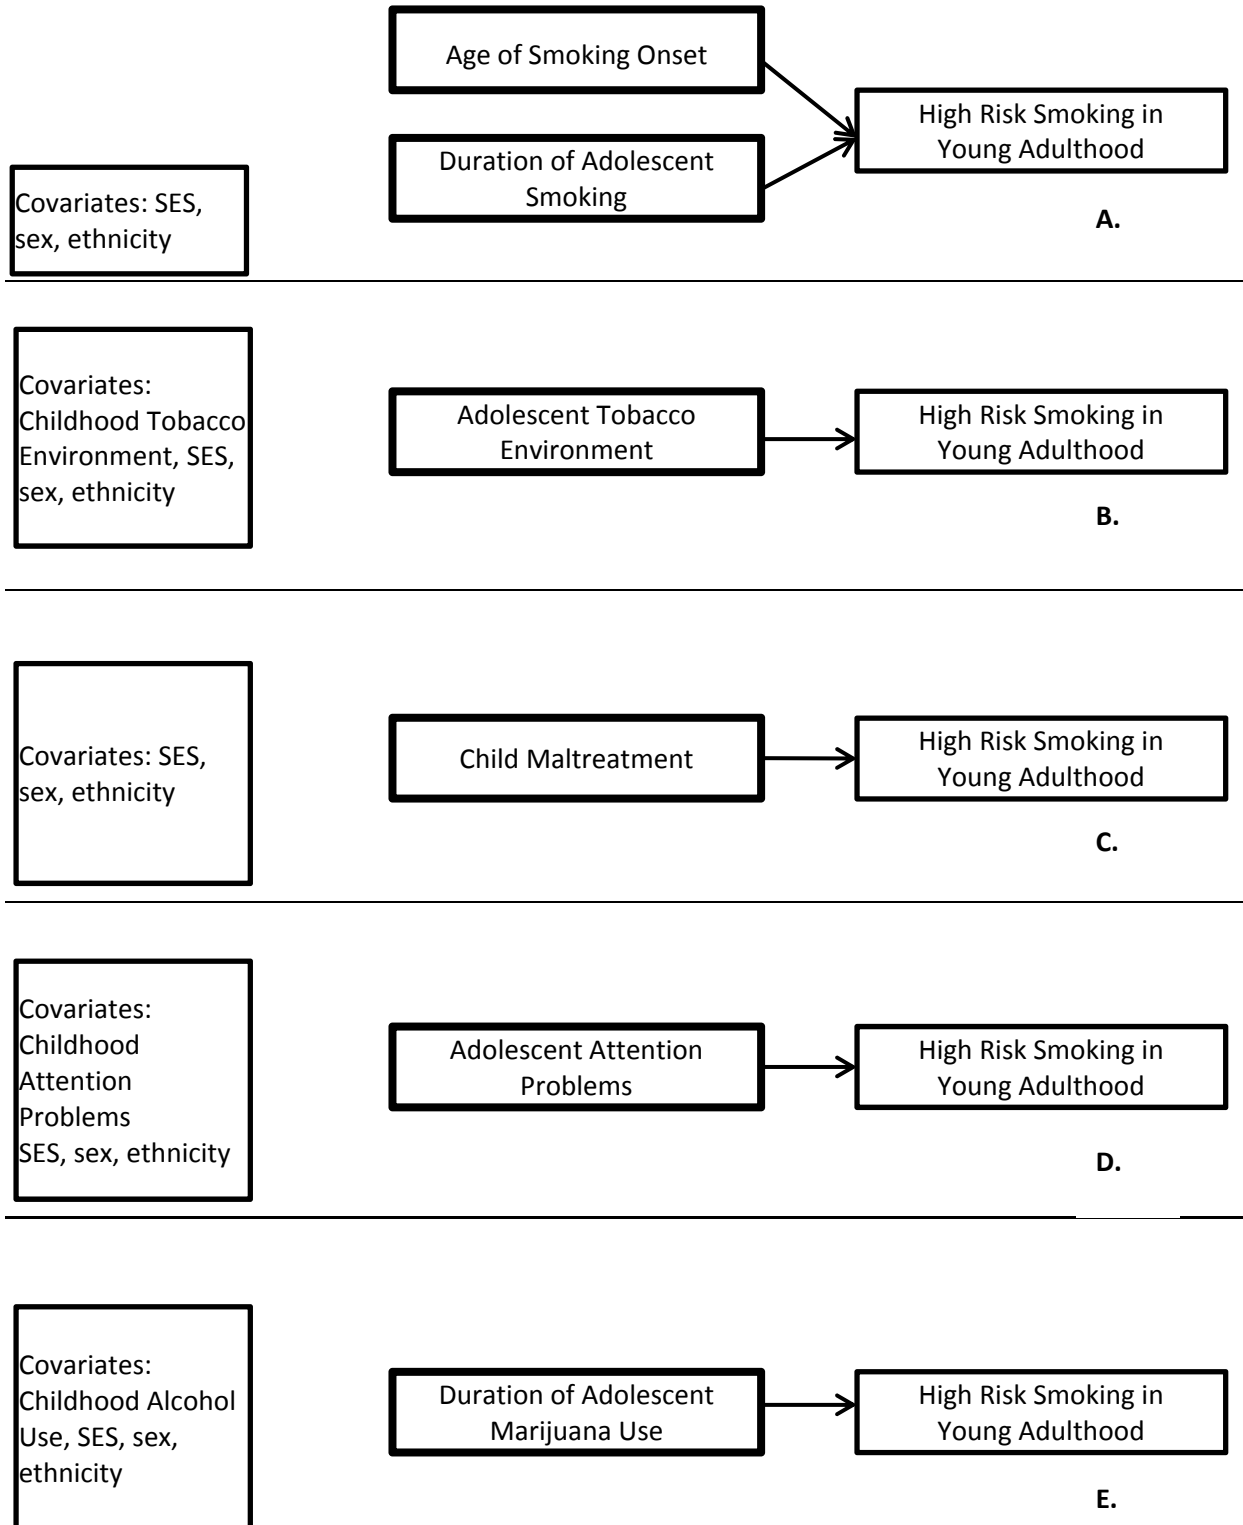 Age of Smoking Onset
High Risk Smoking in
Young Adulthood
Duration of Adolescent
Smoking
Covariates: SES,
sex, ethnicity
A.
Covariates:
Childhood Tobacco
Environment, SES,
sex, ethnicity
Adolescent Tobacco
Environment
High Risk Smoking in
Young Adulthood
B.
Covariates: SES,
sex, ethnicity
Child Maltreatment
High Risk Smoking in
Young Adulthood
C.
Covariates:
Childhood
Attention
Problems
SES, sex, ethnicity
Adolescent Attention
Problems
High Risk Smoking in
Young Adulthood
D.
Covariates:
Childhood Alcohol
Use, SES, sex,
ethnicity
Duration of Adolescent
Marijuana Use
High Risk Smoking in
Young Adulthood
E.